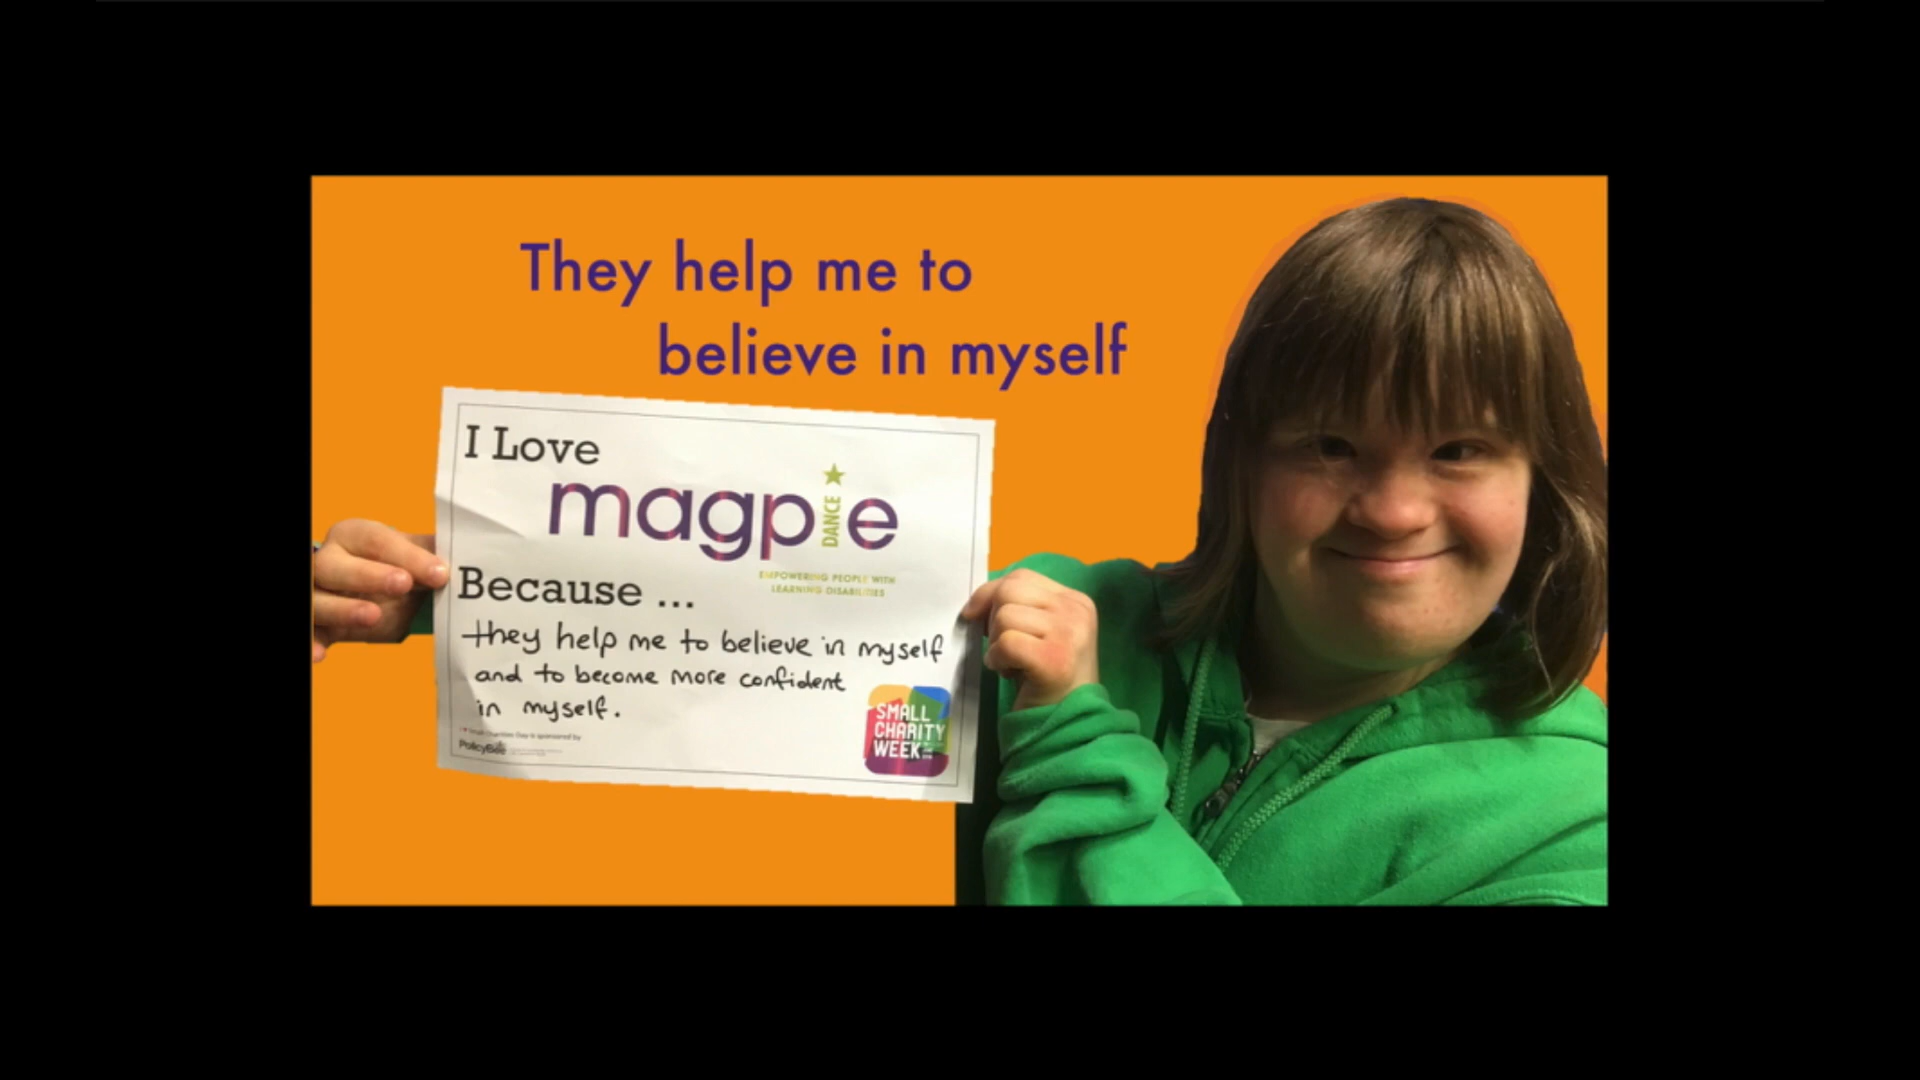 They help me to
believe in myself
I Love
magpie
DANCE
EMPOWERING PEOPLE WITH
LEARNING DISABILITIES
Because ...
they help me to believe in myself
and to become more confident
in myself.
SMALL
CHARITY
WEEK
PolicyBee